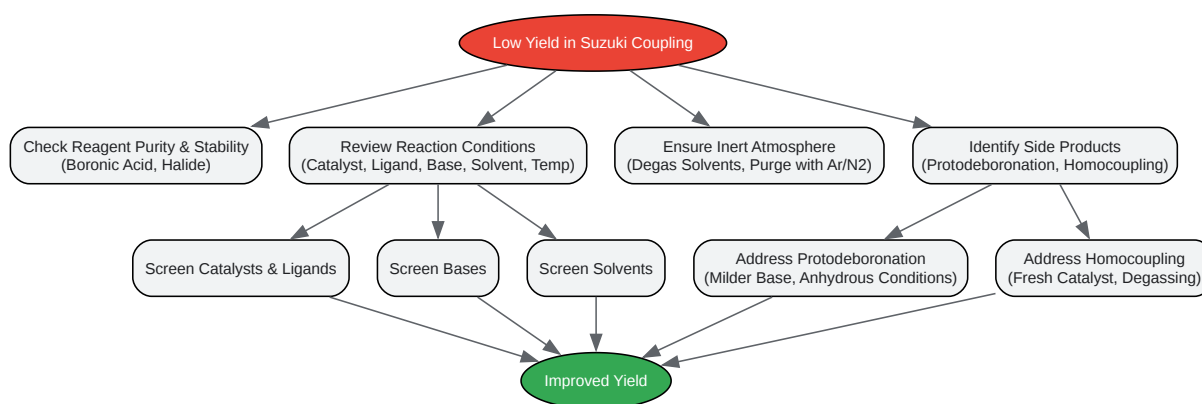 Low Yield in Suzuki Coupling
Check Reagent Purity & Stability
(Boronic Acid, Halide)
Review Reaction Conditions
(Catalyst, Ligand, Base, Solvent, Temp)
Ensure Inert Atmosphere
(Degas Solvents, Purge with Ar/N2)
Identify Side Products
(Protodeboronation, Homocoupling)
Screen Catalysts & Ligands
Screen Bases
Screen Solvents
Address Protodeboronation
(Milder Base, Anhydrous Conditions)
Address Homocoupling
(Fresh Catalyst, Degassing)
Improved Yield